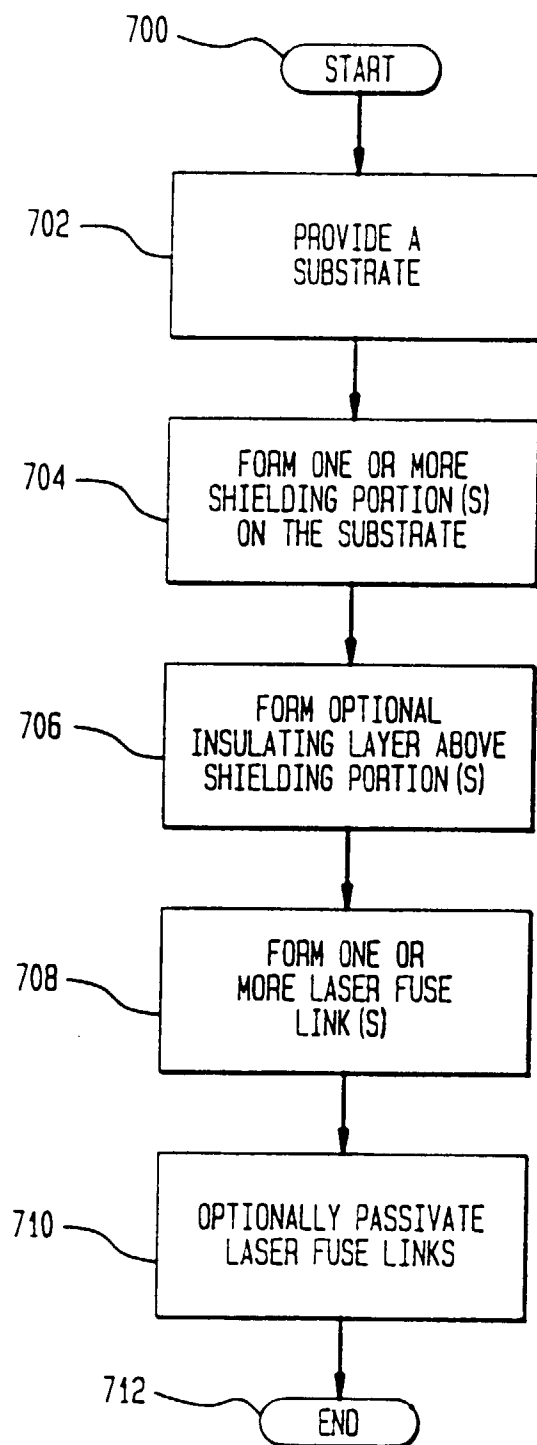 700
START
702
PROVIDE A
SUBSTRATE
704
FORM ONE OR MORE
SHIELDING PORTION(S)
ON THE SUBSTRATE
706
FORM OPTIONAL
INSULATING LAYER ABOVE
SHIELDING PORTION(S)
708
FORM ONE OR
MORE LASER FUSE
LINK(S)
710
OPTIONALLY PASSIVATE
LASER FUSE LINKS
712
END